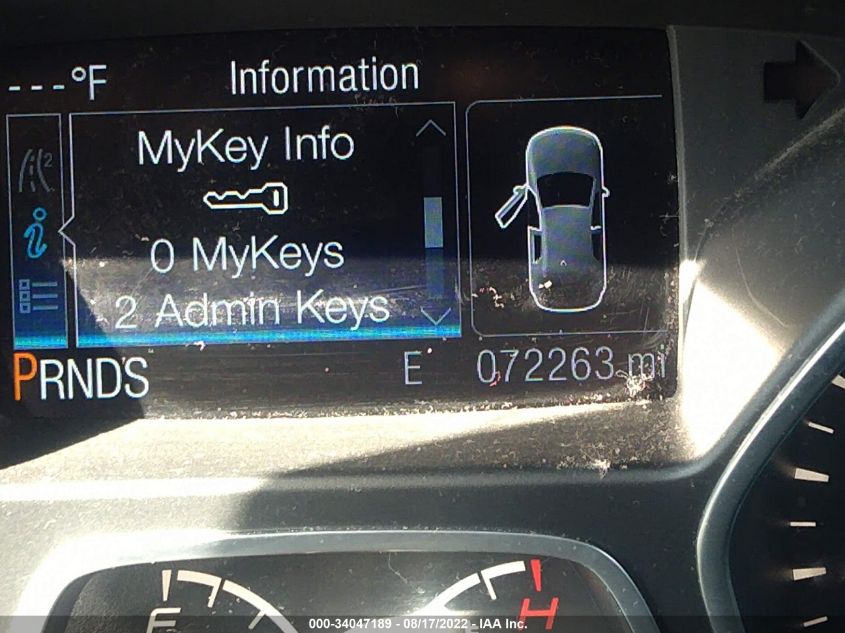 ---°F
Information
MyKey Info
0 MyKeys
2 Admin Keys
PRNDS
E
072263 mi
H
000-34047189 - 08/17/2022 - IAA Inc.